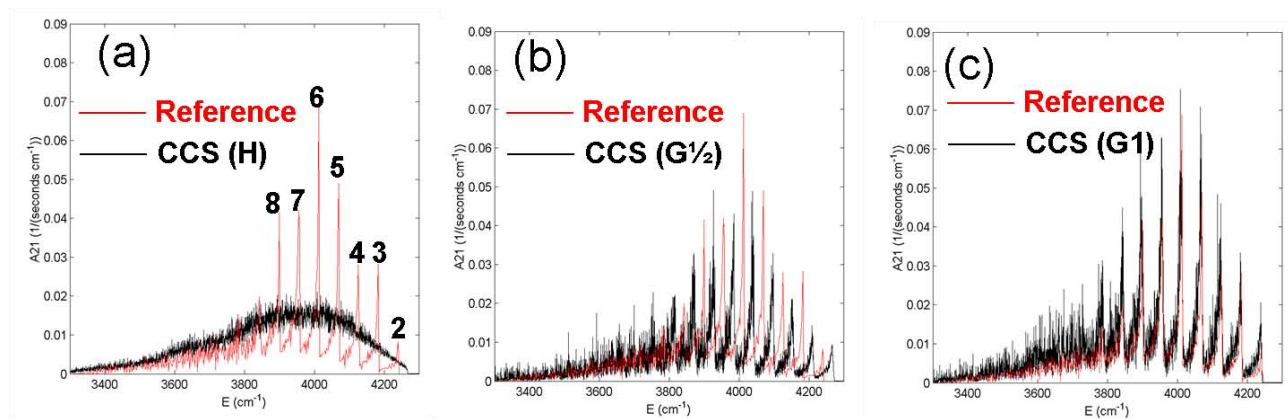 (a)
Reference
CCS (H)
0.09
0.08
0.07
0.06
0.05
0.04
0.03
0.02
0.01
0
A21 (1/(seconds cm⁻¹))
6
5
8
7
4
3
2
3400 3600 3800 4000 4200
E (cm⁻¹)
(b)
Reference
CCS (G½)
0.09
0.08
0.07
0.06
0.05
0.04
0.03
0.02
0.01
0
A21 (1/(seconds cm⁻¹))
3400 3600 3800 4000 4200
E (cm⁻¹)
(c)
Reference
CCS (G1)
0.09
0.08
0.07
0.06
0.05
0.04
0.03
0.02
0.01
0
A21 (1/(seconds cm⁻¹))
3400 3600 3800 4000 4200
E (cm⁻¹)